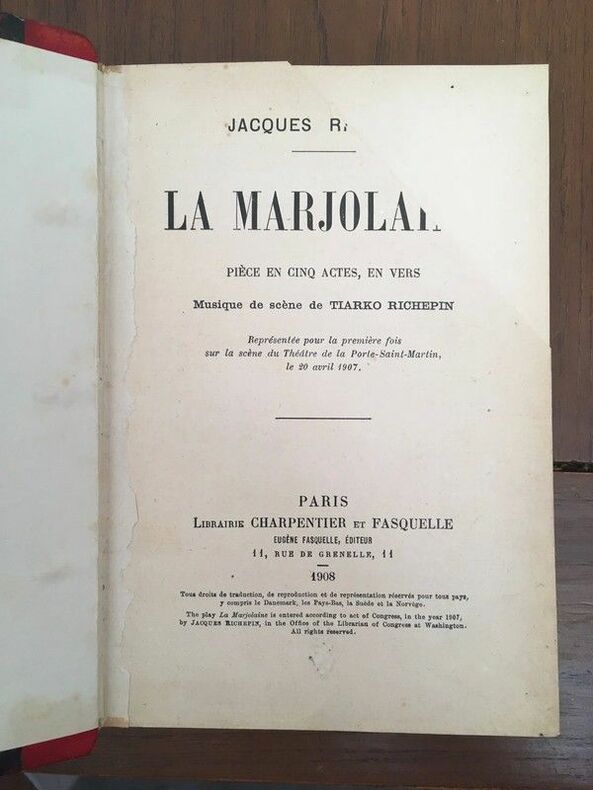 JACQUES R
LA MARJOLAI
PIÈCE EN CINQ ACTES, EN VERS
Musique de scène de TIARKO RICHEPIN
Représentée pour la première fois
sur la scène du Théâtre de la Porte-Saint-Martin,
le 20 avril 1907.
PARIS
LIBRAIRIE CHARPENTIER ET FASQUELLE
EUGÈNE FASQUELLE, ÉDITEUR
11, RUE DE GRENELLE, 11
1908
Tous droits de traduction, de reproduction et de représentation réservés pour tous pays,
y compris le Danemark, les Pays-Bas, la Suède et la Norvège.
The play La Marjolaine is entered according to act of Congress, in the year 1907,
by JACQUES RICHEPIN, in the Office of the Librarian of Congress at Washington.
All rights reserved.